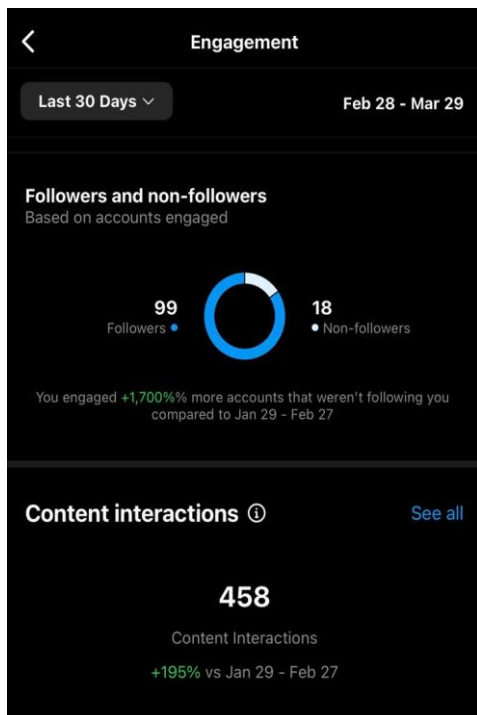 Engagement
Last 30 Days
Feb 28 - Mar 29
Followers and non-followers
Based on accounts engaged
99
Followers
18
Non-followers
You engaged +1,700%% more accounts that weren't following you
compared to Jan 29 - Feb 27
Content interactions
See all
458
Content Interactions
+195% vs Jan 29 - Feb 27